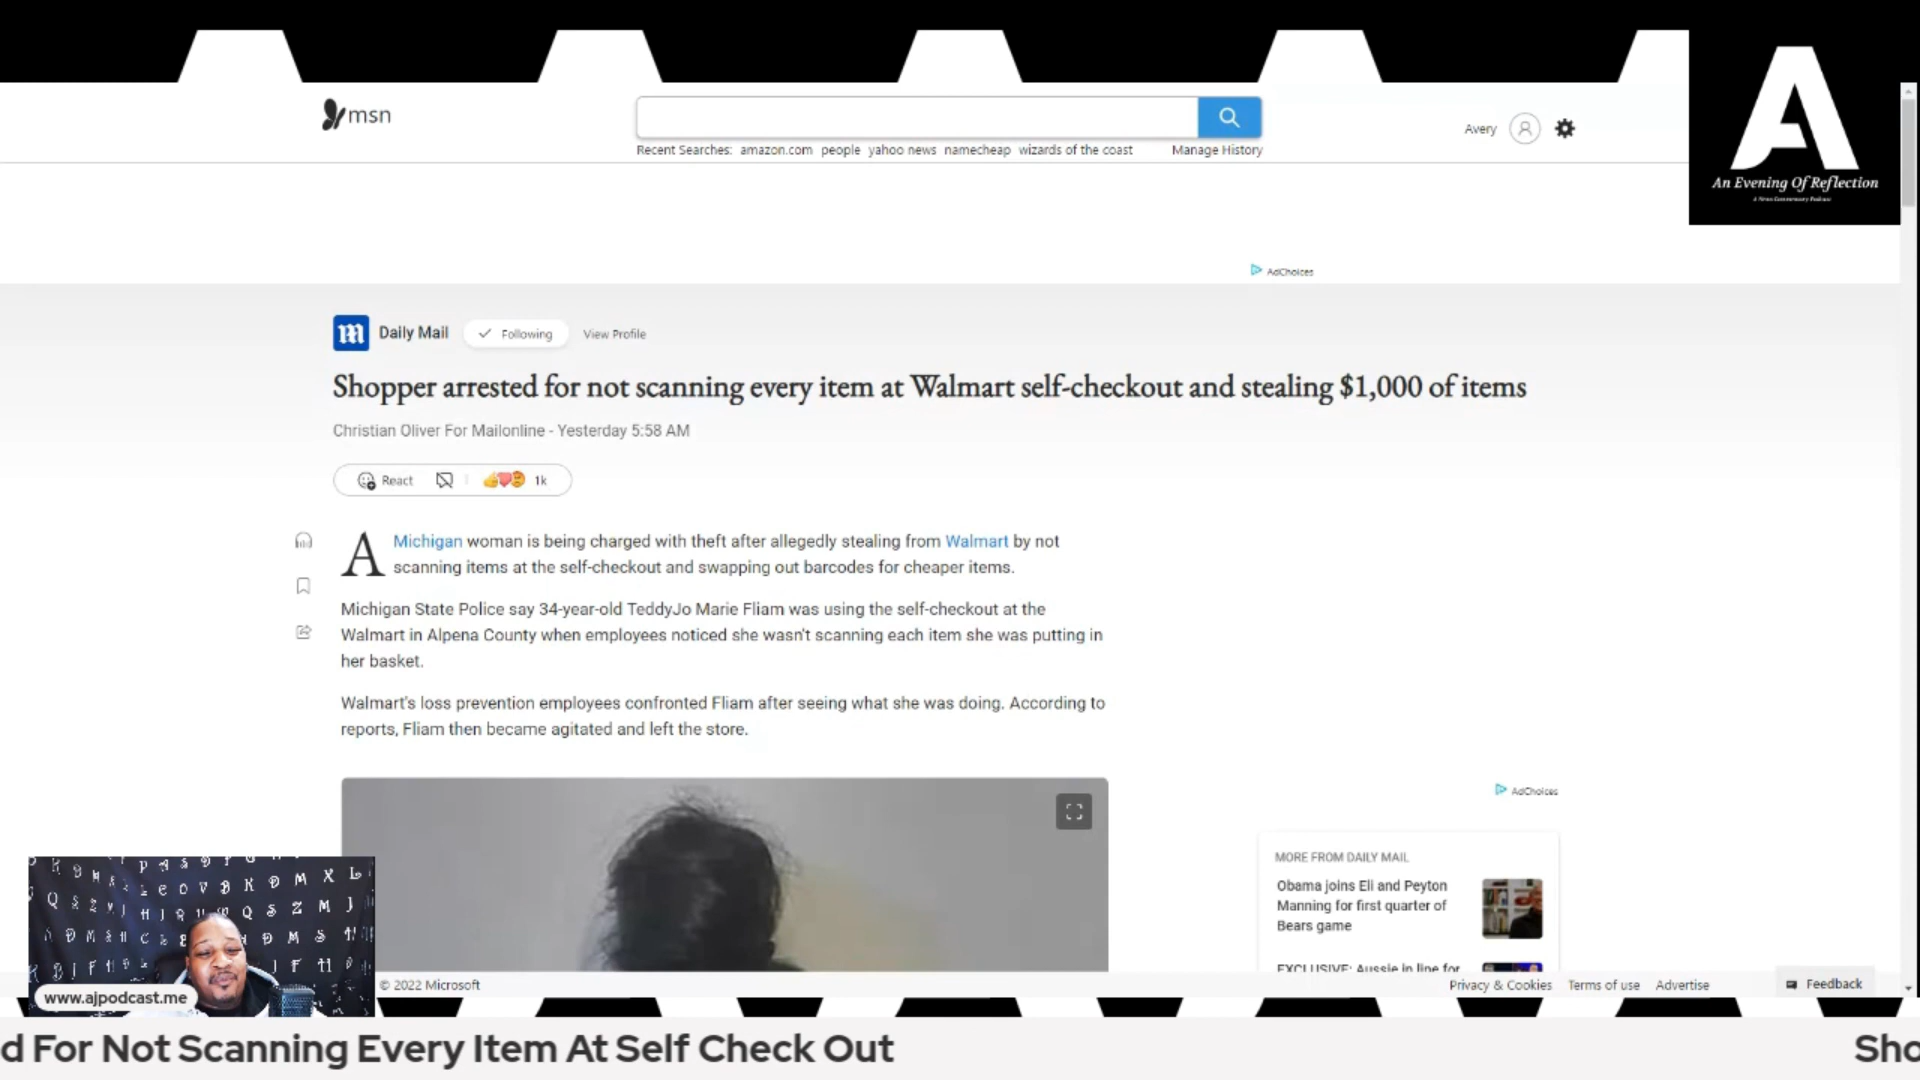 msn
Recent Searches: amazon.com people yahoo news namecheap wizards of the coast
Manage History
Avery
A
An Evening Of Reflection
A News Commentary Podcast
AdChoices
Daily Mail
Following
View Profile
Shopper arrested for not scanning every item at Walmart self-checkout and stealing $1,000 of items
Christian Oliver For Mailonline - Yesterday 5:58 AM
React
1k
A Michigan woman is being charged with theft after allegedly stealing from Walmart by not
scanning items at the self-checkout and swapping out barcodes for cheaper items.
Michigan State Police say 34-year-old TeddyJo Marie Fliam was using the self-checkout at the
Walmart in Alpena County when employees noticed she wasn't scanning each item she was putting in
her basket.
Walmart's loss prevention employees confronted Fliam after seeing what she was doing. According to
reports, Fliam then became agitated and left the store.
AdChoices
MORE FROM DAILY MAIL
Obama joins Eli and Peyton
Manning for first quarter of
Bears game
EXCLUSIVE: Aussie in line for
www.ajpodcast.me
© 2022 Microsoft
Privacy & Cookies
Terms of use
Advertise
Feedback
d For Not Scanning Every Item At Self Check Out
Sho